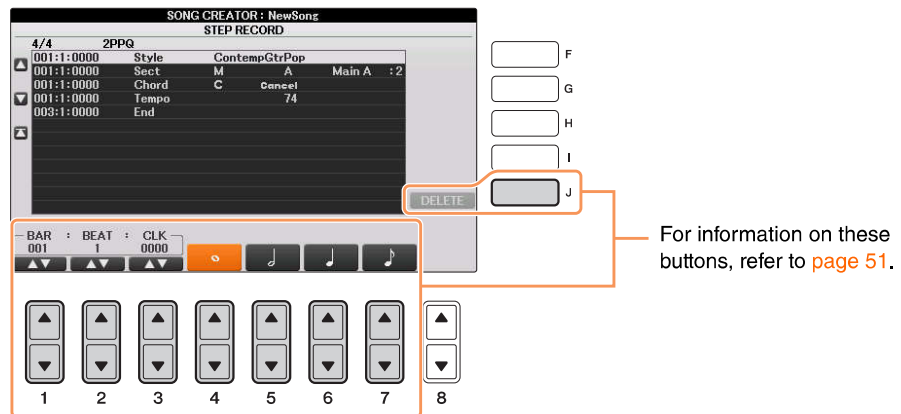 SONG CREATOR : NewSong
STEP RECORD
4/4 2PPQ
001:1:0000 Style ContempGtrPop
001:1:0000 Sect M A Main A :2
001:1:0000 Chord C Cancel
001:1:0000 Tempo 74
003:1:0000 End
DELETE
BAR : BEAT : CLK
001 1 0000
F
G
H
I
J
For information on these
buttons, refer to page 51.
1 2 3 4 5 6 7 8